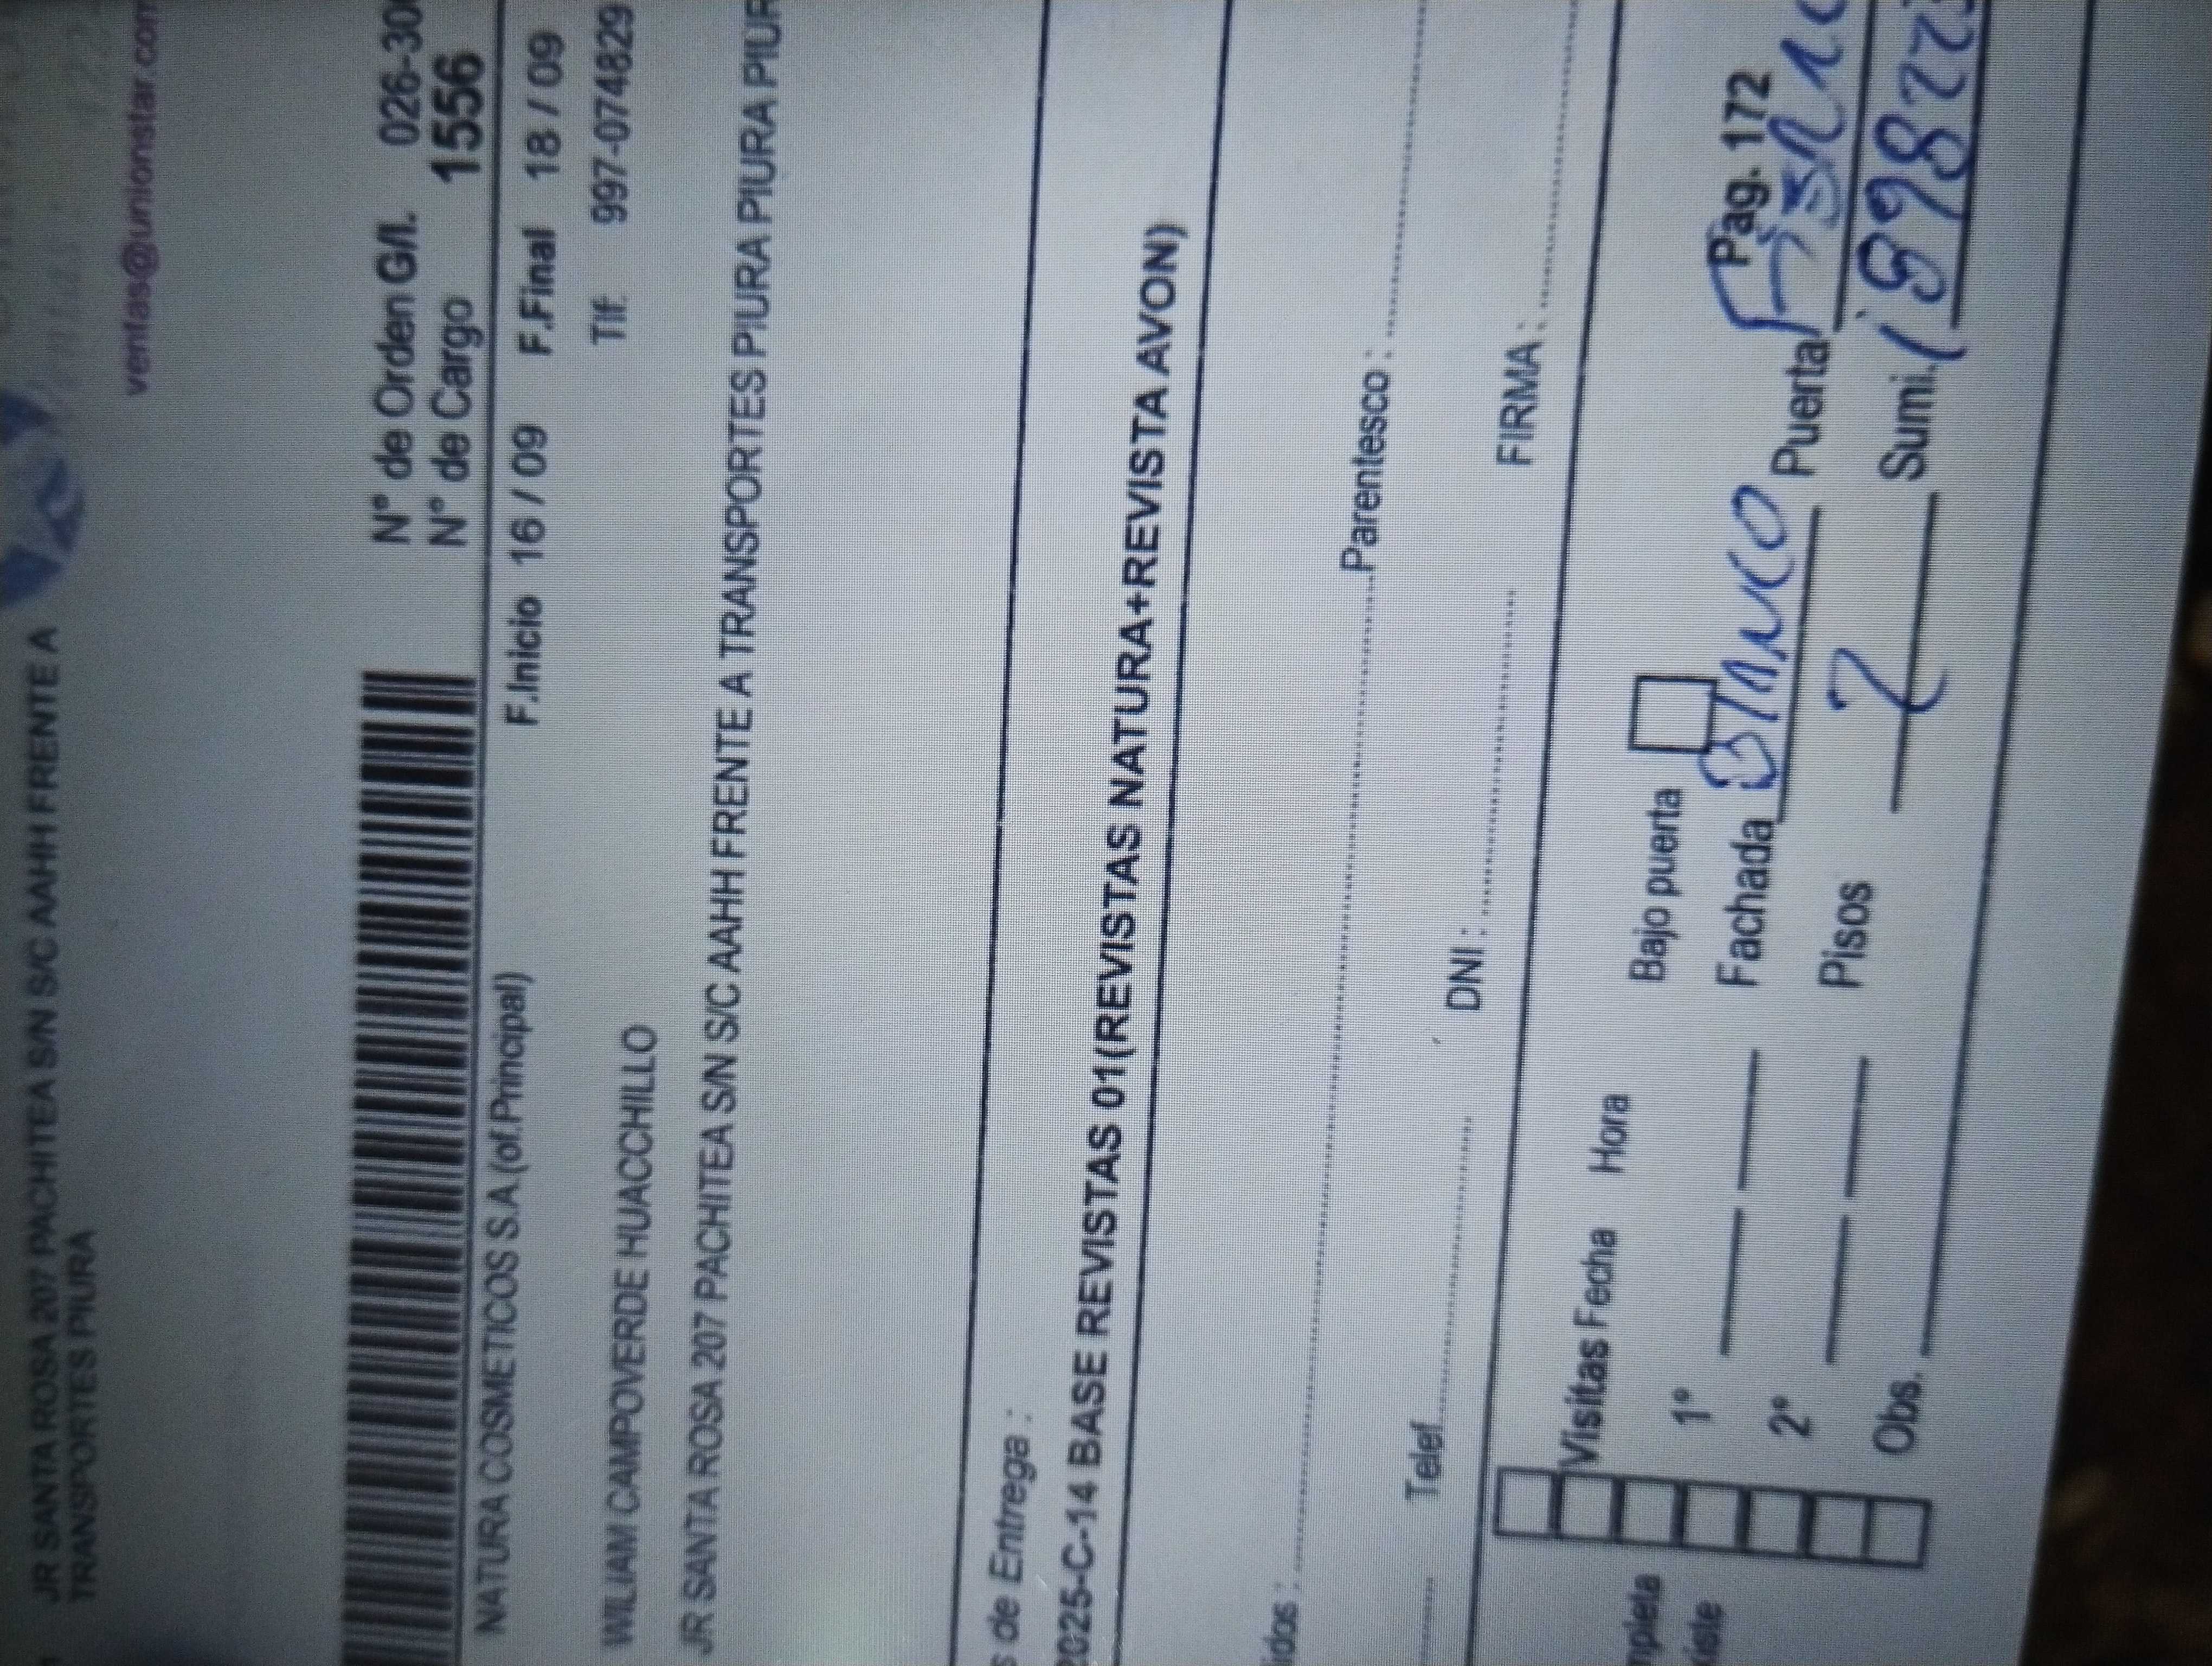 JR SANTA ROSA 207 PACHITEA S/N S/C AAHH FRENTE A
TRANSPORTES PIURA
ventas@unionstar.com
N° de Orden G/I. 026-30
N° de Cargo 1556
NATURA COSMETICOS S.A.(of.Principal) F.Inicio 16 / 09 F.Final 18 / 09
WILIAM CAMPOVERDE HUACCHILLO Tlf: 997-074829
JR SANTA ROSA 207 PACHITEA S/N S/C AAHH FRENTE A TRANSPORTES PIURA PIURA PIUR
s de Entrega :
2025-C-14 BASE REVISTAS 01(REVISTAS NATURA+REVISTA AVON)
lidos : Parentesco :
Telef. DNI : FIRMA :
Visitas Fecha Hora Bajo puerta Pag. 172
1° Fachada BlANCO Puerta
2° Pisos 2 Sumi.
Obs.
mpleta
xiste